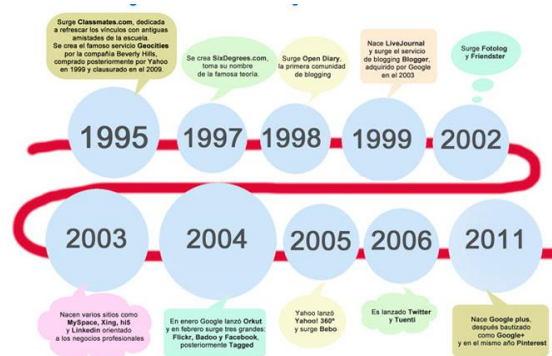 Surge Classmates.com, dedicada
a refrescar los vínculos con antiguas
amistades de la escuela.
Se crea el famoso servicio Geocities
por la compañía Beverly Hills,
comprado posteriormente por Yahoo
en 1999 y clausurado en el 2009.
Se crea SixDegrees.com,
toma su nombre
de la famosa teoría.
Surge Open Diary,
la primera comunidad
de blogging
Nace LiveJournal
y surge el servicio
de blogging Blogger,
adquirido por Google
en el 2003
Surge Fotolog
y Friendster
1995
1997
1998
1999
2002
2003
2004
2005
2006
2011
Nacen varios sitios como
MySpace, Xing, hi5
y Linkedin orientado
a los negocios profesionales
En enero Google lanzó Orkut
y en febrero surge tres grandes:
Flickr, Badoo y Facebook,
posteriormente Tagged
Yahoo lanzó
Yahoo! 360º
y surge Bebo
Es lanzado Twitter
y Tuenti
Nace Google plus,
después bautizado
como Google+
y en el mismo año Pinterest